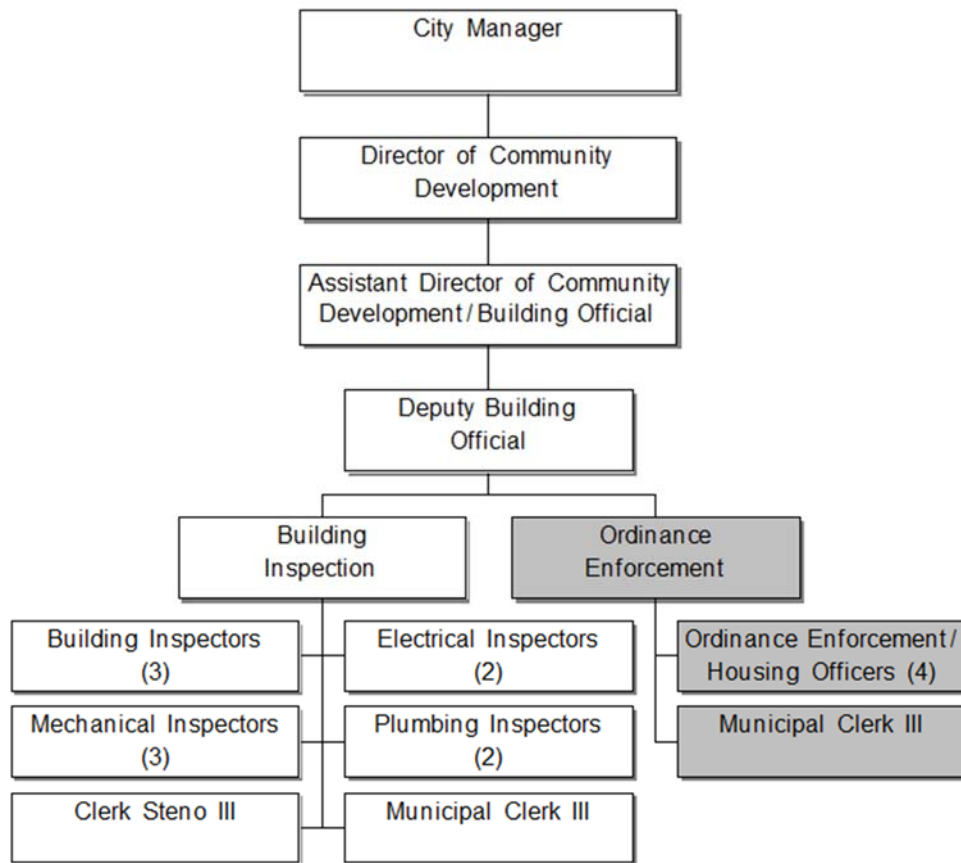 City Manager
Director of Community
Development
Assistant Director of Community
Development/Building Official
Deputy Building
Official
Building
Inspection
Ordinance
Enforcement
Building Inspectors
(3)
Electrical Inspectors
(2)
Ordinance Enforcement/
Housing Officers (4)
Mechanical Inspectors
(3)
Plumbing Inspectors
(2)
Municipal Clerk III
Clerk Steno III
Municipal Clerk III